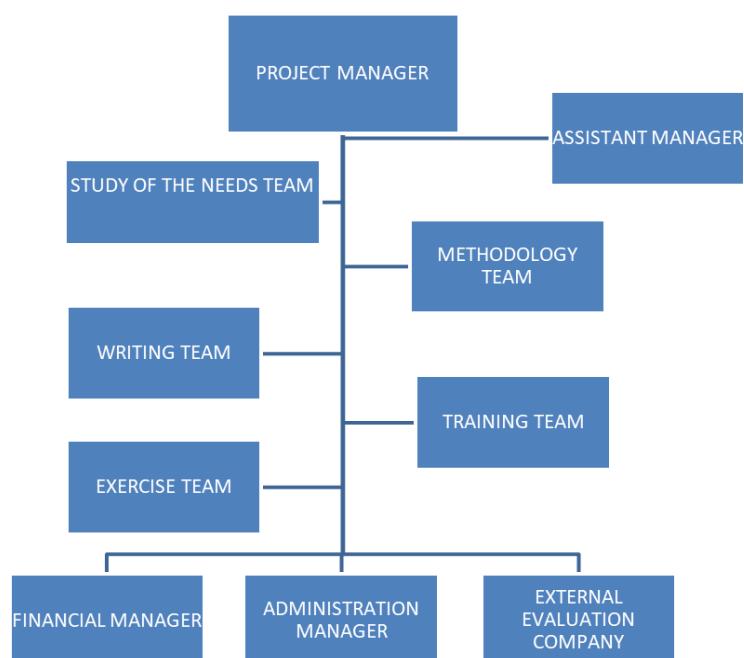 PROJECT MANAGER
ASSISTANT MANAGER
STUDY OF THE NEEDS TEAM
METHODOLOGY
TEAM
WRITING TEAM
TRAINING TEAM
EXERCISE TEAM
FINANCIAL MANAGER
ADMINISTRATION
MANAGER
EXTERNAL
EVALUATION
COMPANY